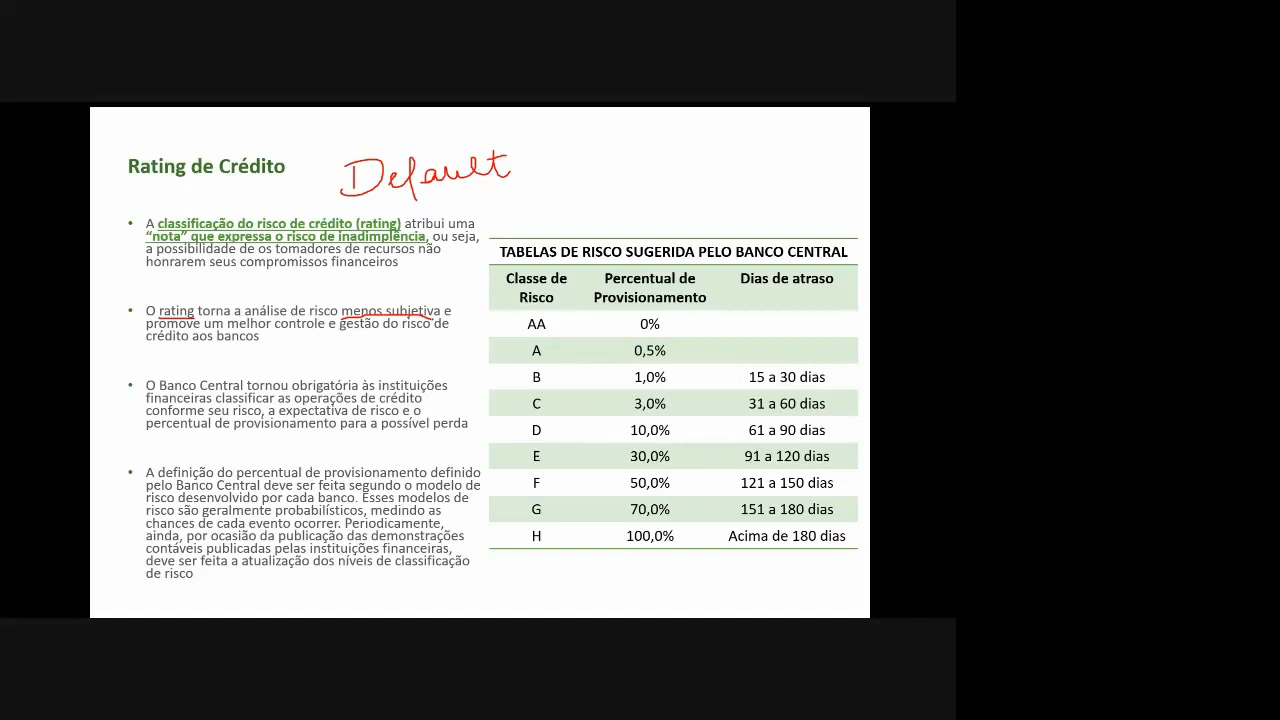 Rating de Crédito
Default
• A classificação do risco de crédito (rating) atribui uma
“nota” que expressa o risco de inadimplência, ou seja,
a possibilidade de os tomadores de recursos não
honrarem seus compromissos financeiros
• O rating torna a análise de risco menos subjetiva e
promove um melhor controle e gestão do risco de
crédito aos bancos
• O Banco Central tornou obrigatória às instituições
financeiras classificar as operações de crédito
conforme seu risco, a expectativa de risco e o
percentual de provisionamento para a possível perda
• A definição do percentual de provisionamento definido
pelo Banco Central deve ser feita segundo o modelo de
risco desenvolvido por cada banco. Esses modelos de
risco são geralmente probabilísticos, medindo as
chances de cada evento ocorrer. Periodicamente,
ainda, por ocasião da publicação das demonstrações
contáveis publicadas pelas instituições financeiras,
deve ser feita a atualização dos níveis de classificação
de risco
TABELAS DE RISCO SUGERIDA PELO BANCO CENTRAL
Classe de Risco Percentual de Provisionamento Dias de atraso
AA 0%
A 0,5%
B 1,0% 15 a 30 dias
C 3,0% 31 a 60 dias
D 10,0% 61 a 90 dias
E 30,0% 91 a 120 dias
F 50,0% 121 a 150 dias
G 70,0% 151 a 180 dias
H 100,0% Acima de 180 dias